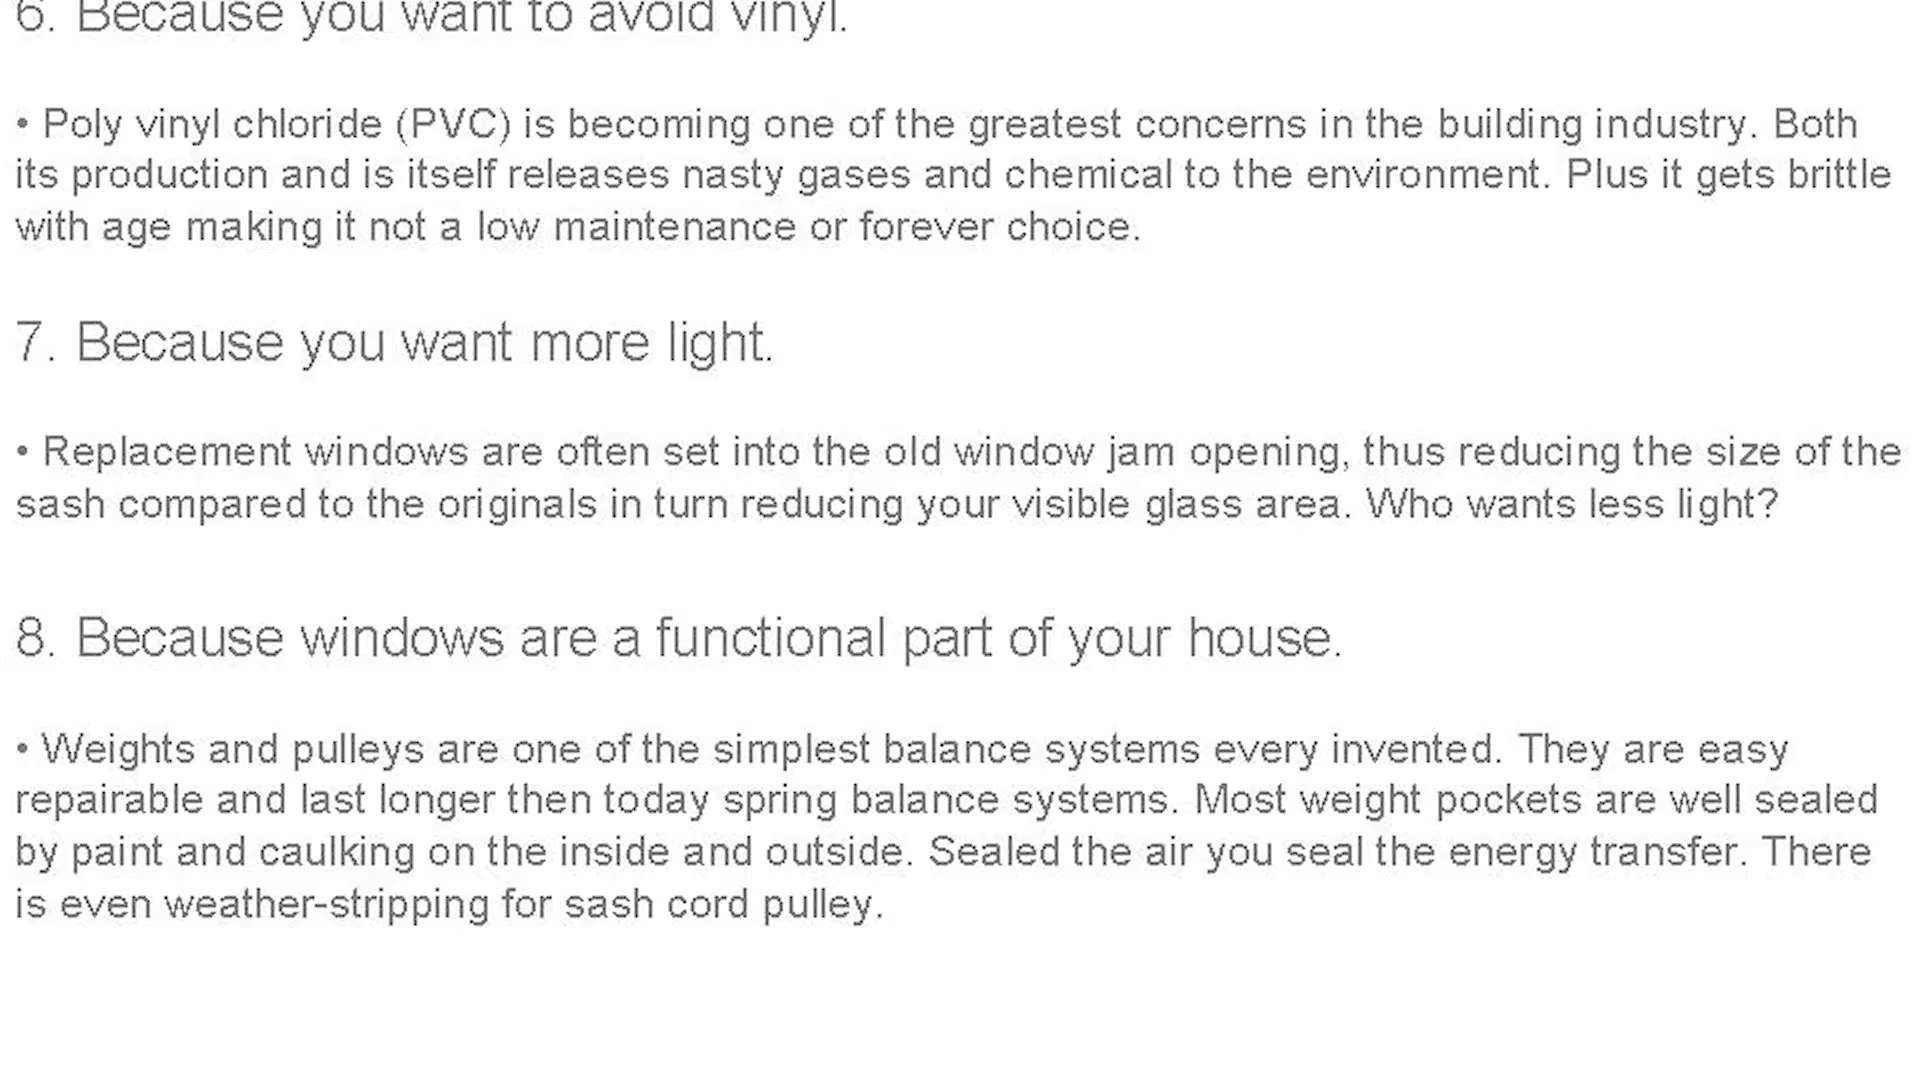 6. Because you want to avoid vinyl.
• Poly vinyl chloride (PVC) is becoming one of the greatest concerns in the building industry. Both
its production and is itself releases nasty gases and chemical to the environment. Plus it gets brittle
with age making it not a low maintenance or forever choice.
7. Because you want more light.
• Replacement windows are often set into the old window jam opening, thus reducing the size of the
sash compared to the originals in turn reducing your visible glass area. Who wants less light?
8. Because windows are a functional part of your house.
• Weights and pulleys are one of the simplest balance systems every invented. They are easy
repairable and last longer then today spring balance systems. Most weight pockets are well sealed
by paint and caulking on the inside and outside. Sealed the air you seal the energy transfer. There
is even weather-stripping for sash cord pulley.